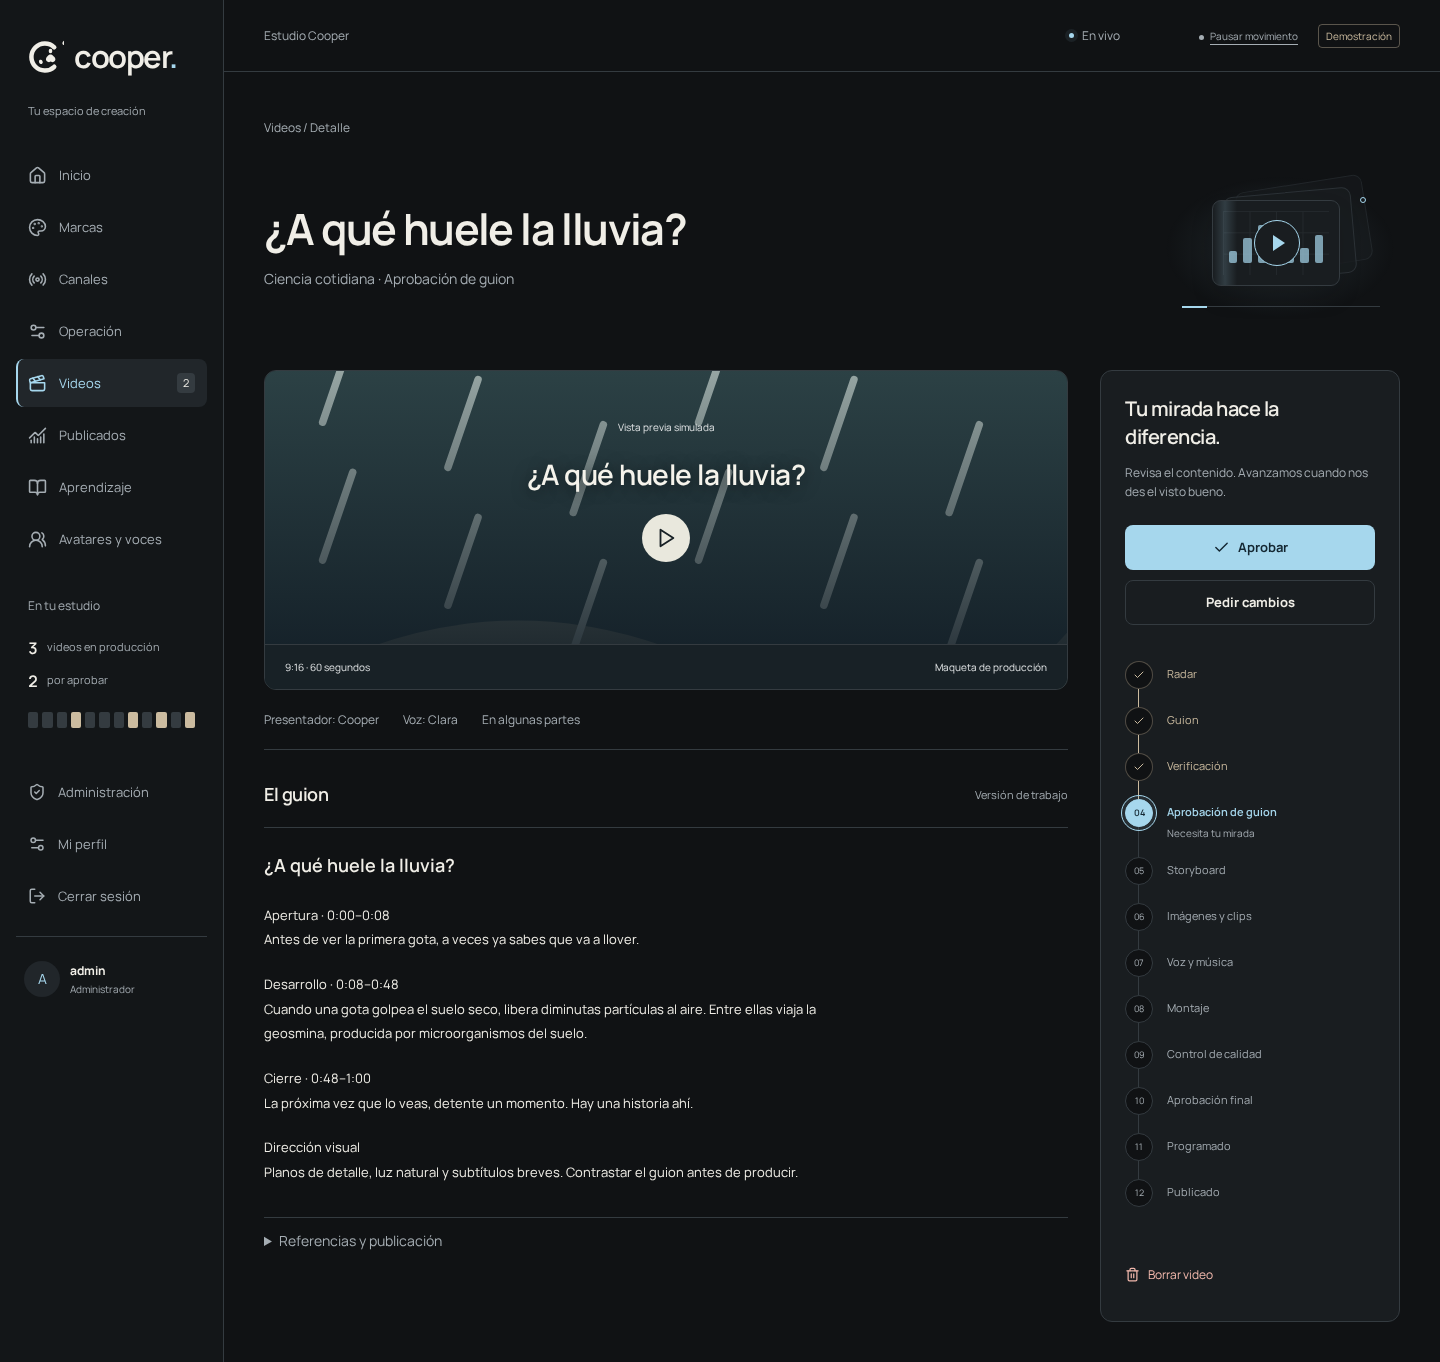 cooper.
Tu espacio de creación
Inicio
Marcas
Canales
Operación
Videos 2
Publicados
Aprendizaje
Avatares y voces
En tu estudio
3 videos en producción
2 por aprobar
Administración
Mi perfil
Cerrar sesión
A
admin
Administrador
Estudio Cooper
En vivo
Pausar movimiento
Demostración
Videos / Detalle
¿A qué huele la lluvia?
Ciencia cotidiana · Aprobación de guion
Vista previa simulada
¿A qué huele la lluvia?
9:16 · 60 segundos
Maqueta de producción
Presentador: Cooper
Voz: Clara
En algunas partes
El guion
Versión de trabajo
¿A qué huele la lluvia?
Apertura · 0:00–0:08
Antes de ver la primera gota, a veces ya sabes que va a llover.
Desarrollo · 0:08–0:48
Cuando una gota golpea el suelo seco, libera diminutas partículas al aire. Entre ellas viaja la
geosmina, producida por microorganismos del suelo.
Cierre · 0:48–1:00
La próxima vez que lo veas, detente un momento. Hay una historia ahí.
Dirección visual
Planos de detalle, luz natural y subtítulos breves. Contrastar el guion antes de producir.
Referencias y publicación
Tu mirada hace la
diferencia.
Revisa el contenido. Avanzamos cuando nos
des el visto bueno.
Aprobar
Pedir cambios
Radar
Guion
Verificación
04 Aprobación de guion
Necesita tu mirada
05 Storyboard
06 Imágenes y clips
07 Voz y música
08 Montaje
09 Control de calidad
10 Aprobación final
11 Programado
12 Publicado
Borrar video